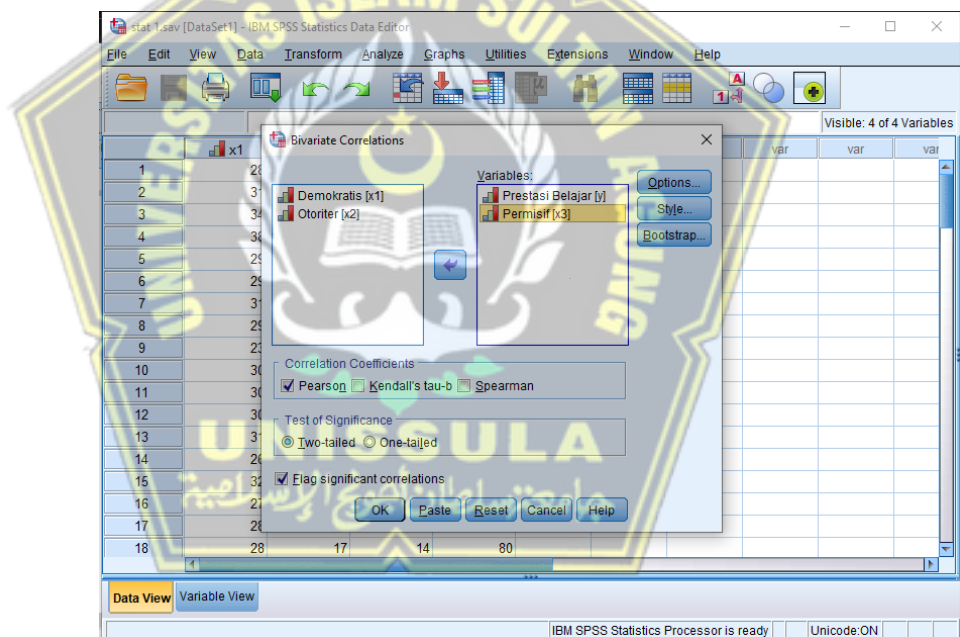 stat 1.sav [DataSet1] - IBM SPSS Statistics Data Editor
File Edit View Data Transform Analyze Graphs Utilities Extensions Window Help
Visible: 4 of 4 Variables
x1 var var var
Bivariate Correlations
Variables:
Demokratis [x1]
Otoriter [x2]
Prestasi Belajar [y]
Permisif [x3]
Options...
Style...
Bootstrap...
Correlation Coefficients
Pearson Kendall's tau-b Spearman
Test of Significance
Two-tailed One-tailed
Flag significant correlations
OK Paste Reset Cancel Help
1
2
3
4
5
6
7
8
9
10
11
12
13
14
15
16
17
18 28 17 14 80
Data View Variable View
IBM SPSS Statistics Processor is ready Unicode:ON
UNIVERSITAS ISLAM SULTAN AGUNG
UNISSULA